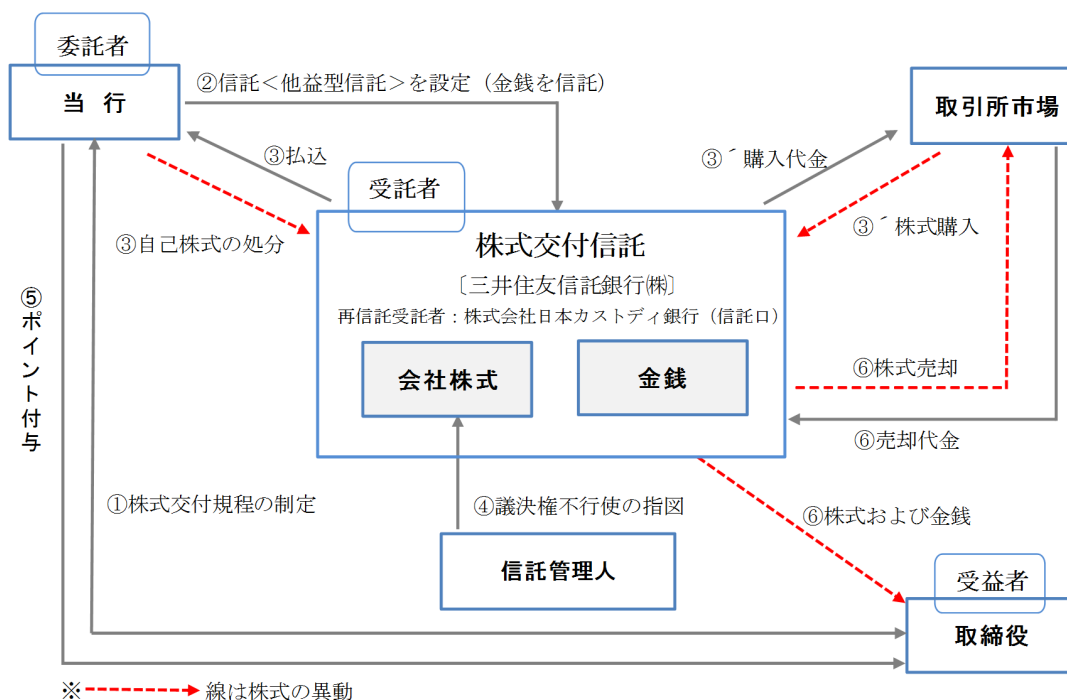 委託者
当 行
②信託＜他益型信託＞を設定（金銭を信託）
取引所市場
③払込
③´購入代金
受託者
③自己株式の処分
③´株式購入
株式交付信託
〔三井住友信託銀行㈱〕
再信託受託者：株式会社日本カストディ銀行（信託口）
会社株式
金銭
⑥株式売却
⑥売却代金
⑤ポイント付与
①株式交付規程の制定
④議決権不行使の指図
⑥株式および金銭
信託管理人
受益者
取締役
※ 線は株式の異動